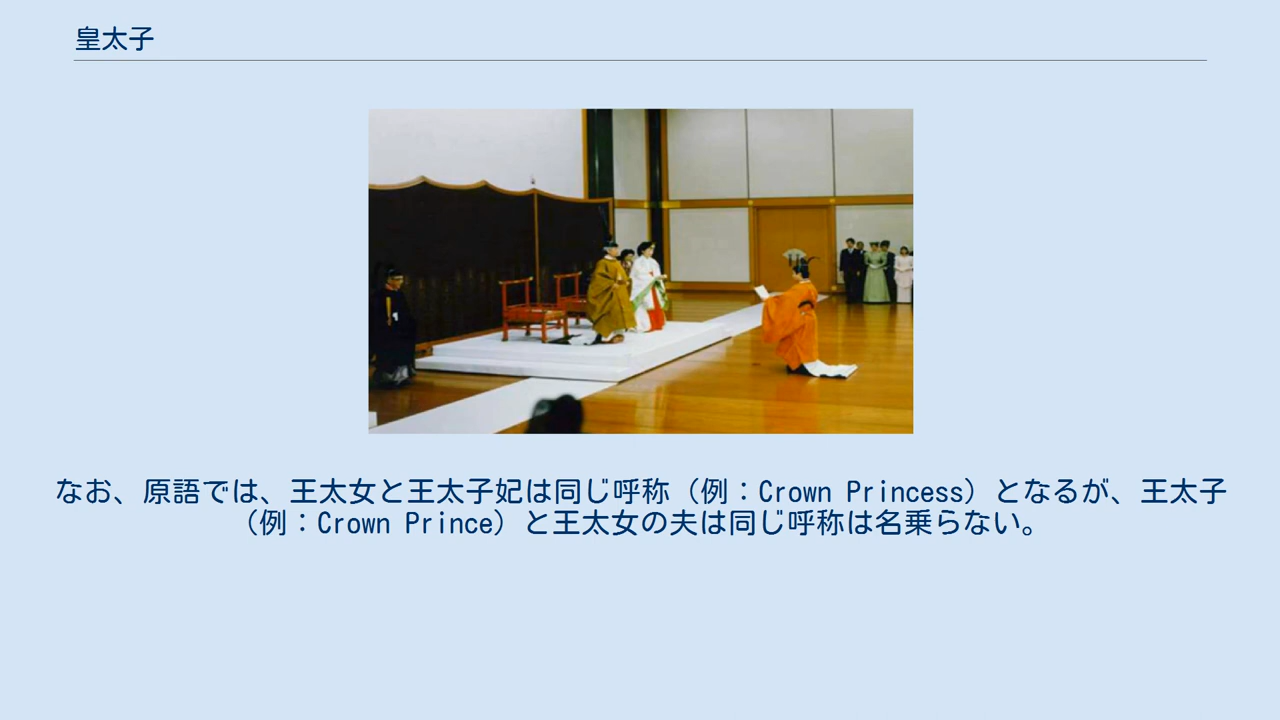 皇太子
なお、原語では、王太女と王太子妃は同じ呼称（例：Crown Princess）となるが、王太子
（例：Crown Prince）と王太女の夫は同じ呼称は名乗らない。